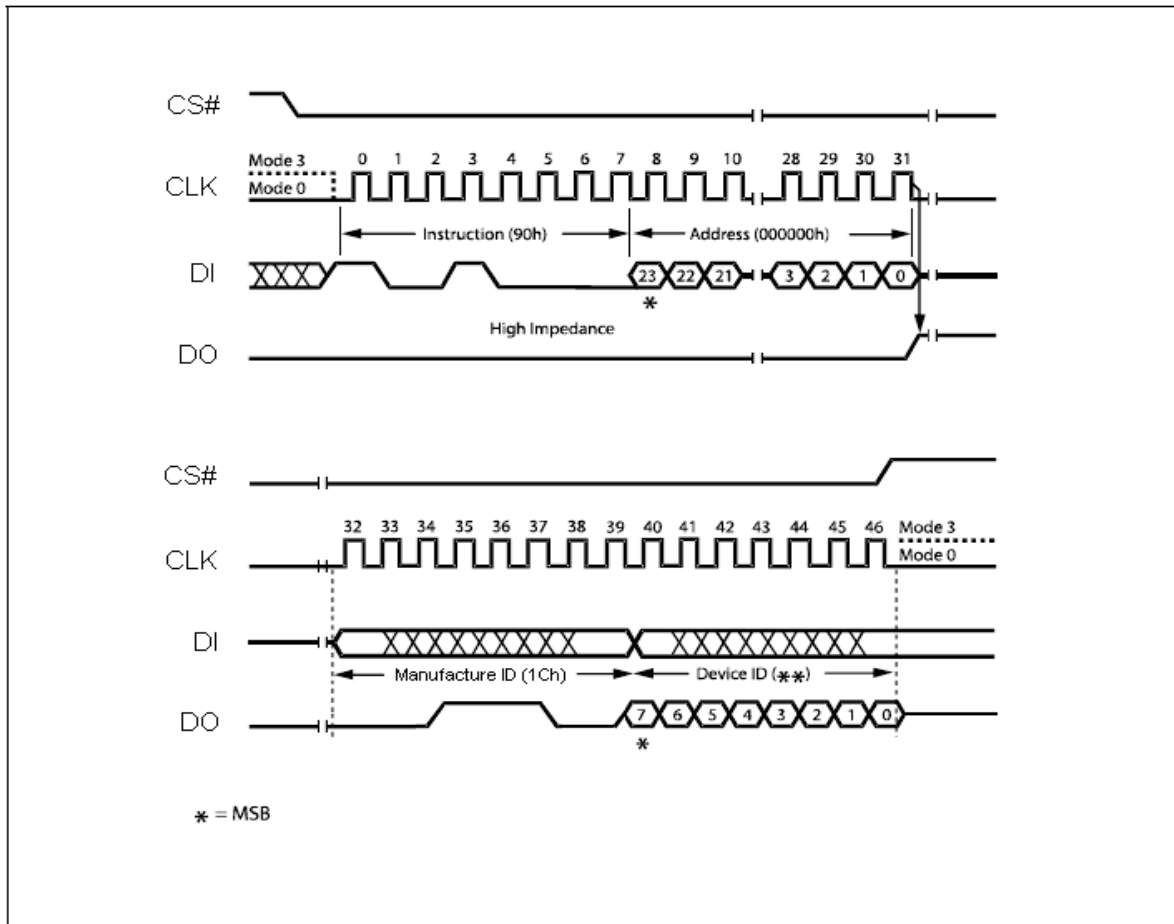 CS#
Mode 3
0 1 2 3 4 5 6 7 8 9 10 28 29 30 31
CLK
Mode 0
Instruction (90h)
Address (000000h)
DI
23 22 21 3 2 1 0
*
High Impedance
DO
CS#
32 33 34 35 36 37 38 39 40 41 42 43 44 45 46
Mode 3
CLK
Mode 0
DI
Manufacture ID (1Ch)
Device ID (**)
DO
7 6 5 4 3 2 1 0
*
* = MSB